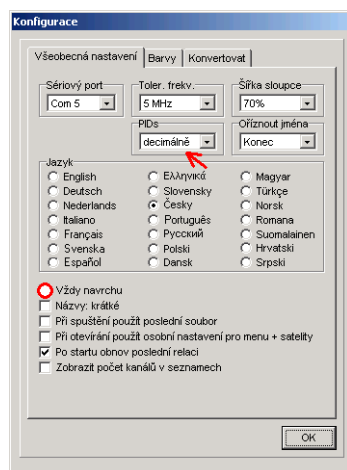 Konfigurace
Všeobecná nastavení Barvy Konvertovat
Sériový port Toler. frekv. Šířka sloupce
Com 5 5 MHz 70%
PIDs Oříznout jména
decimálně Konec
Jazyk
English Ελληνικά Magyar
Deutsch Slovensky Türkçe
Nederlands Česky Norsk
Italiano Português Romana
Français Русский Suomalainen
Svenska Polski Hrvatski
Español Dansk Srpski
Vždy navrchu
Názvy: krátké
Při spuštění použít poslední soubor
Při otevírání použít osobní nastavení pro menu + satelity
Po startu obnov poslední relaci
Zobrazit počet kanálů v seznamech
OK